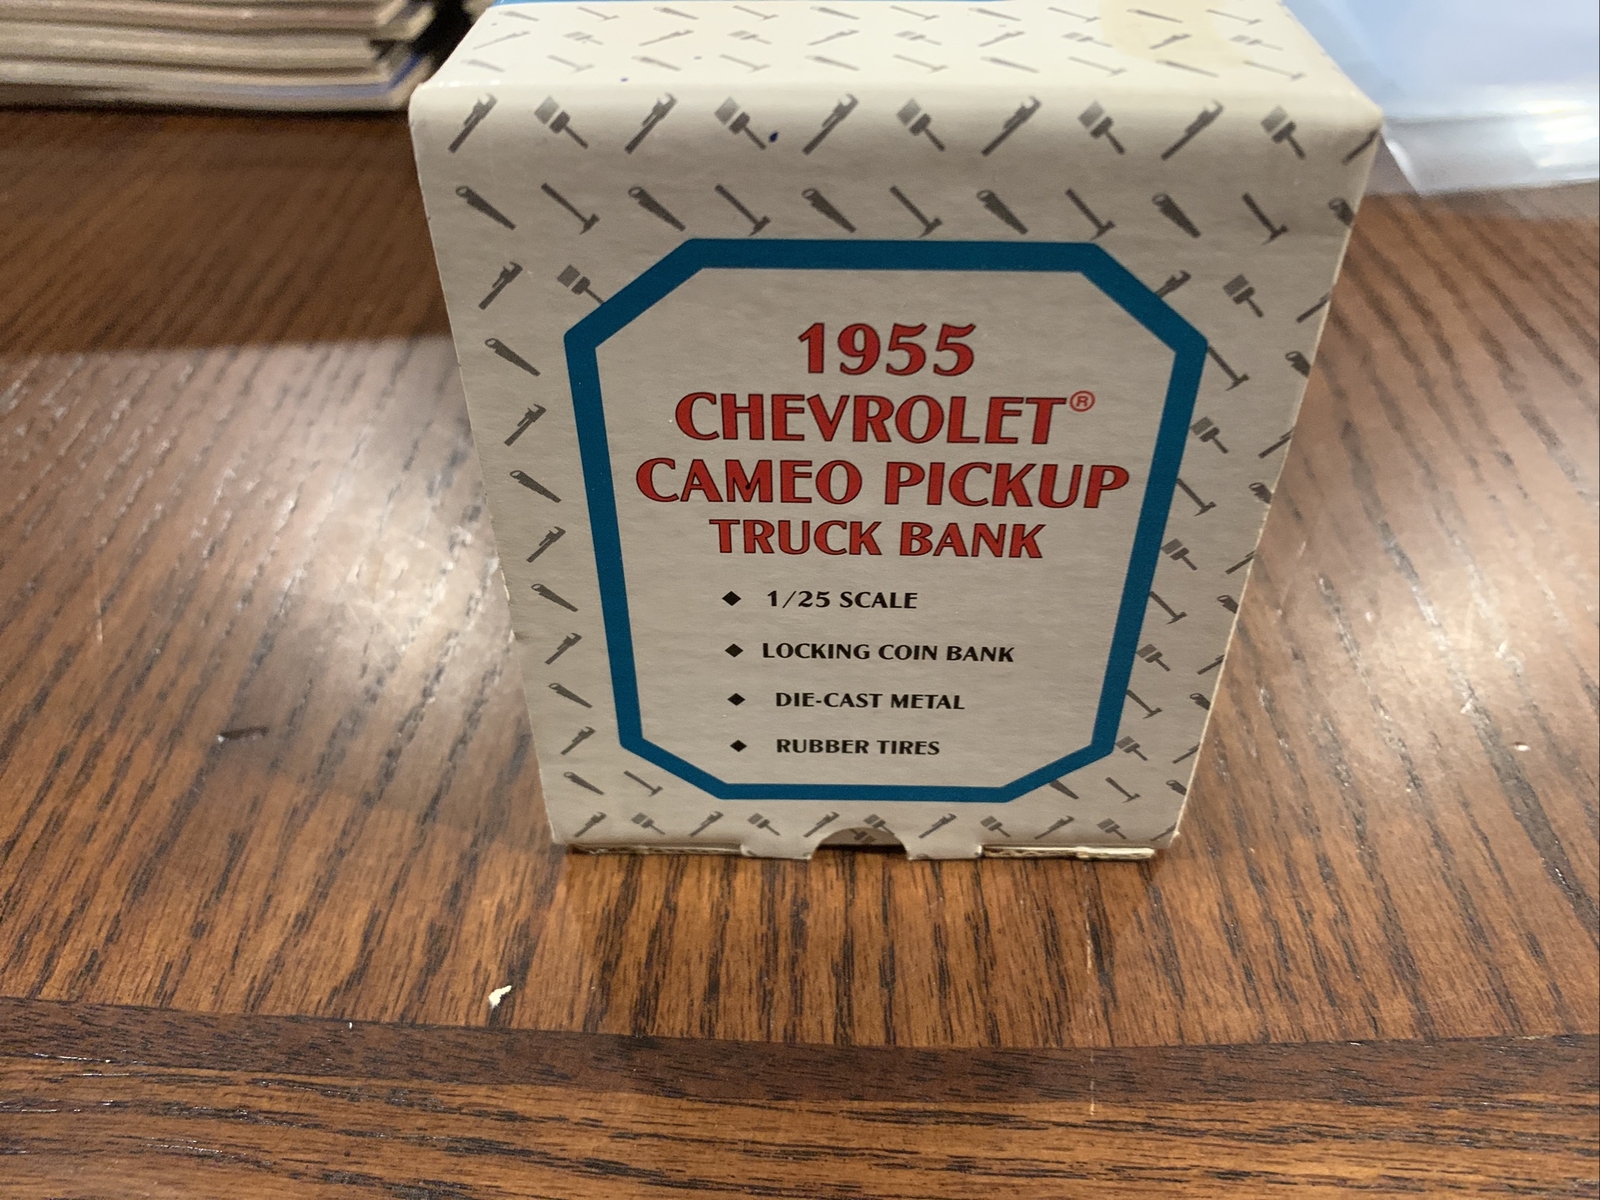 1955
CHEVROLET®
CAMEO PICKUP
TRUCK BANK
◆ 1/25 SCALE
◆ LOCKING COIN BANK
◆ DIE-CAST METAL
◆ RUBBER TIRES